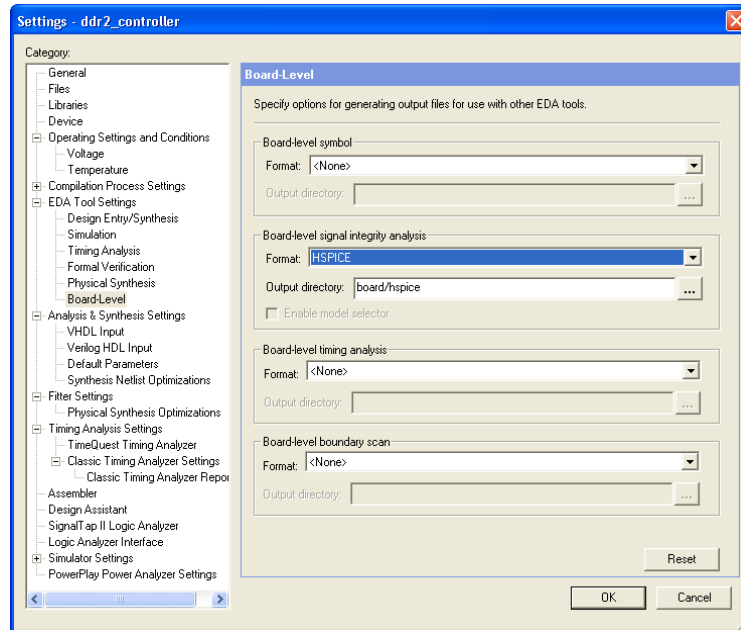 Settings - ddr2_controller
Category:
General
Files
Libraries
Device
Operating Settings and Conditions
Voltage
Temperature
Compilation Process Settings
EDA Tool Settings
Design Entry/Synthesis
Simulation
Timing Analysis
Formal Verification
Physical Synthesis
Board-Level
Analysis & Synthesis Settings
VHDL Input
Verilog HDL Input
Default Parameters
Synthesis Netlist Optimizations
Fitter Settings
Physical Synthesis Optimizations
Timing Analysis Settings
TimeQuest Timing Analyzer
Classic Timing Analyzer Settings
Classic Timing Analyzer Repor
Assembler
Design Assistant
SignalTap II Logic Analyzer
Logic Analyzer Interface
Simulator Settings
PowerPlay Power Analyzer Settings
Board-Level
Specify options for generating output files for use with other EDA tools.
Board-level symbol
Format: <None>
Output directory: ...
Board-level signal integrity analysis
Format: HSPICE
Output directory: board/hspice ...
Enable model selector
Board-level timing analysis
Format: <None>
Output directory: ...
Board-level boundary scan
Format: <None>
Output directory: ...
Reset
OK Cancel